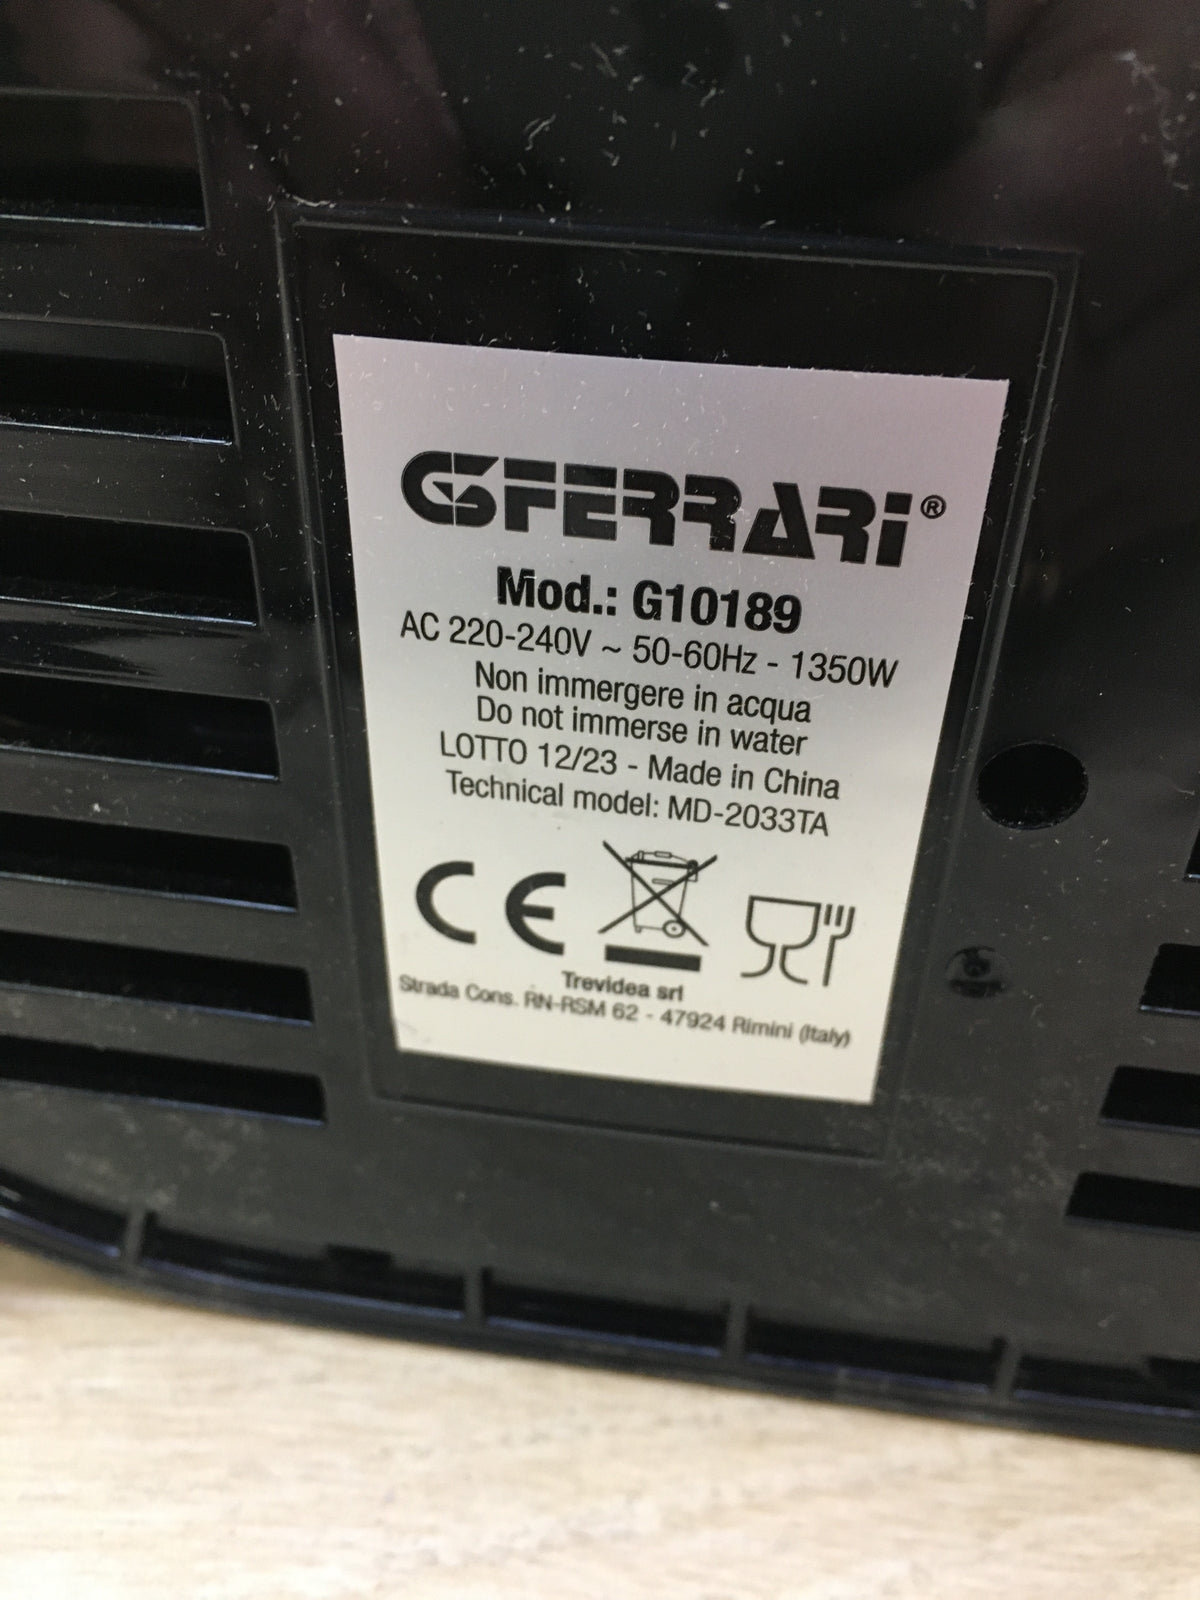 GSFERRARi®
Mod.: G10189
AC 220-240V ~ 50-60Hz - 1350W
Non immergere in acqua
Do not immerse in water
LOTTO 12/23 - Made in China
Technical model: MD-2033TA
CE
Trevidea srl
Strada Cons. RN-RSM 62 - 47924 Rimini (Italy)